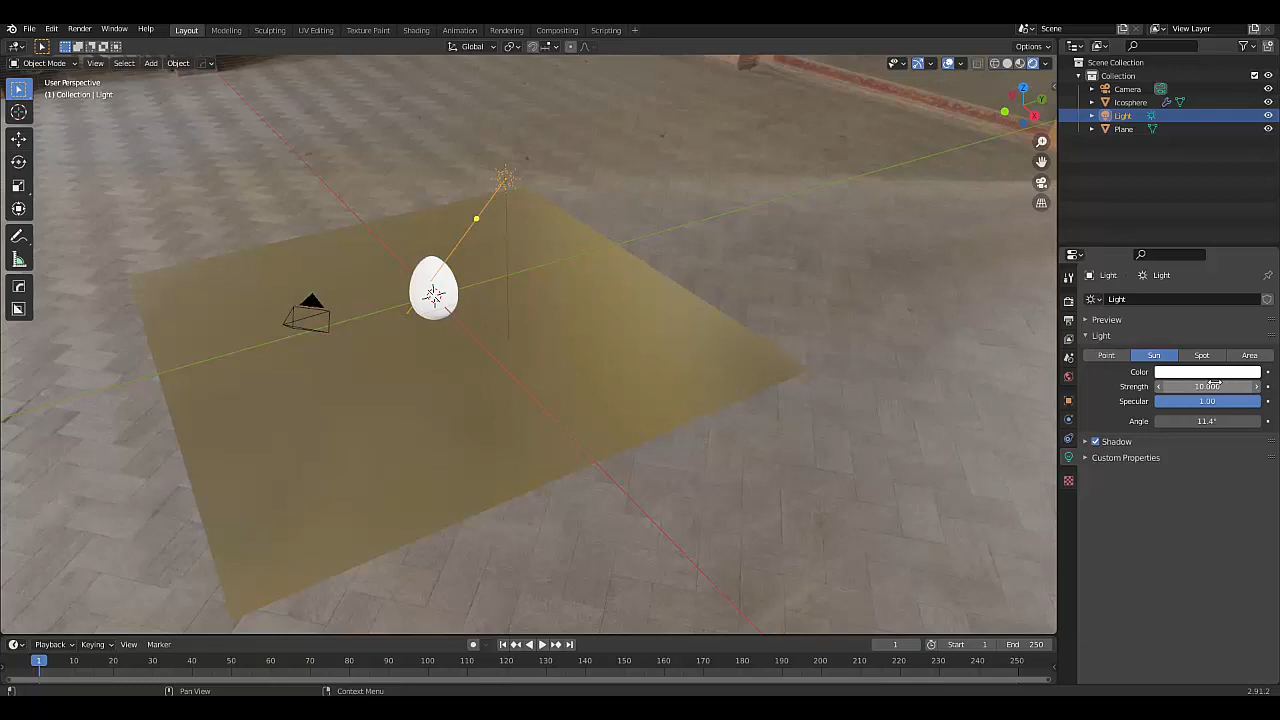 File Edit Render Window Help Layout Modeling Sculpting UV Editing Texture Paint Shading Animation Rendering Compositing Scripting Scene View Layer
Global Options
Object Mode View Select Add Object
User Perspective
(1) Collection | Light
Z
Y
X
Scene Collection
Collection
Camera
Icosphere
Light
Plane
Light Light
Light
Preview
Light
Point Sun Spot Area
Color
Strength 10.000
Specular 1.00
Angle 11.4°
Shadow
Custom Properties
Playback Keying View Marker 1 Start 1 End 250
1 10 20 30 40 50 60 70 80 90 100 110 120 130 140 150 160 170 180 190 200 210 220 230 240 250
Pan View Context Menu 2.91.2